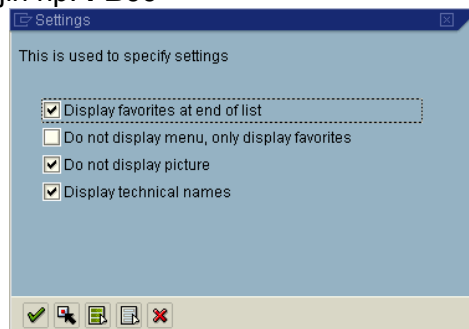 Settings
This is used to specify settings
Display favorites at end of list
Do not display menu, only display favorites
Do not display picture
Display technical names